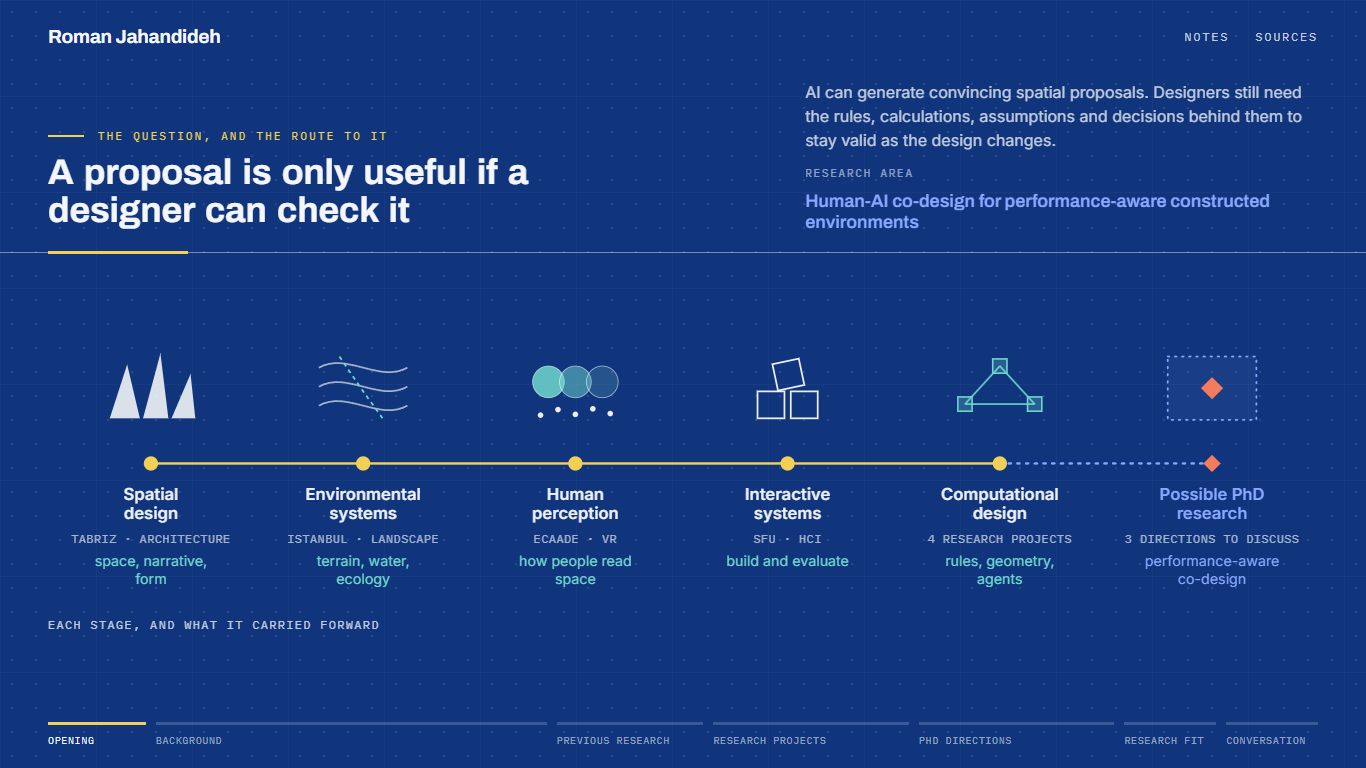 Roman Jahandideh
NOTES SOURCES
THE QUESTION, AND THE ROUTE TO IT
A proposal is only useful if a
designer can check it
AI can generate convincing spatial proposals. Designers still need
the rules, calculations, assumptions and decisions behind them to
stay valid as the design changes.
RESEARCH AREA
Human-AI co-design for performance-aware constructed
environments
Spatial
design
TABRIZ · ARCHITECTURE
space, narrative,
form
Environmental
systems
ISTANBUL · LANDSCAPE
terrain, water,
ecology
Human
perception
ECAADE · VR
how people read
space
Interactive
systems
SFU · HCI
build and evaluate
Computational
design
4 RESEARCH PROJECTS
rules, geometry,
agents
Possible PhD
research
3 DIRECTIONS TO DISCUSS
performance-aware
co-design
EACH STAGE, AND WHAT IT CARRIED FORWARD
OPENING BACKGROUND PREVIOUS RESEARCH RESEARCH PROJECTS PHD DIRECTIONS RESEARCH FIT CONVERSATION